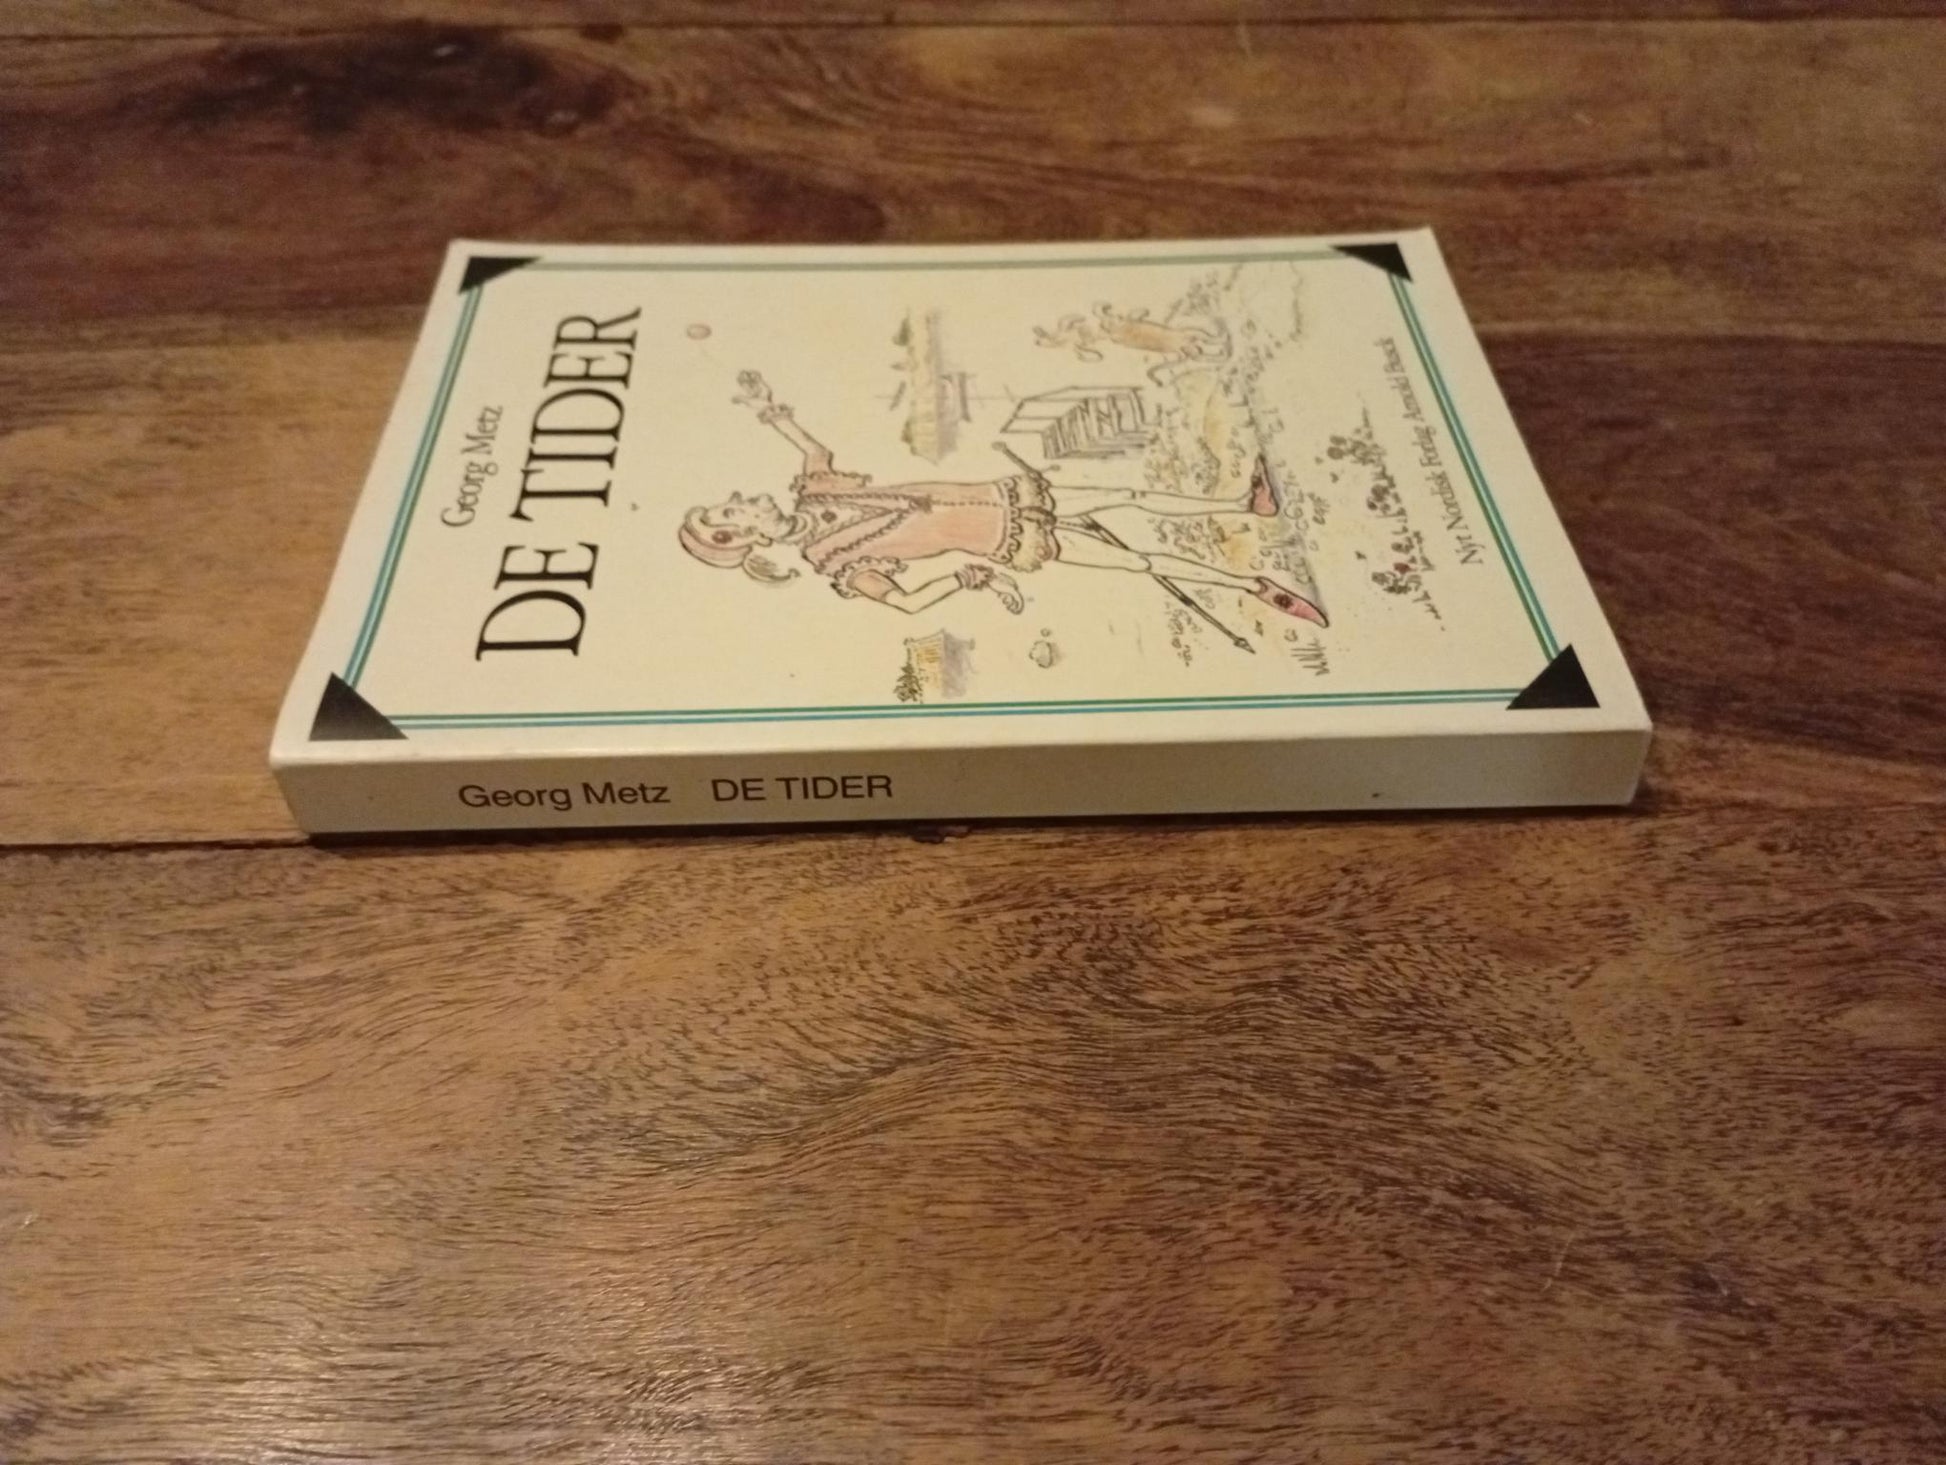 Georg Metz
DE TIDER
Nyt Nordisk Forlag Arnold Busck
Georg Metz DE TIDER